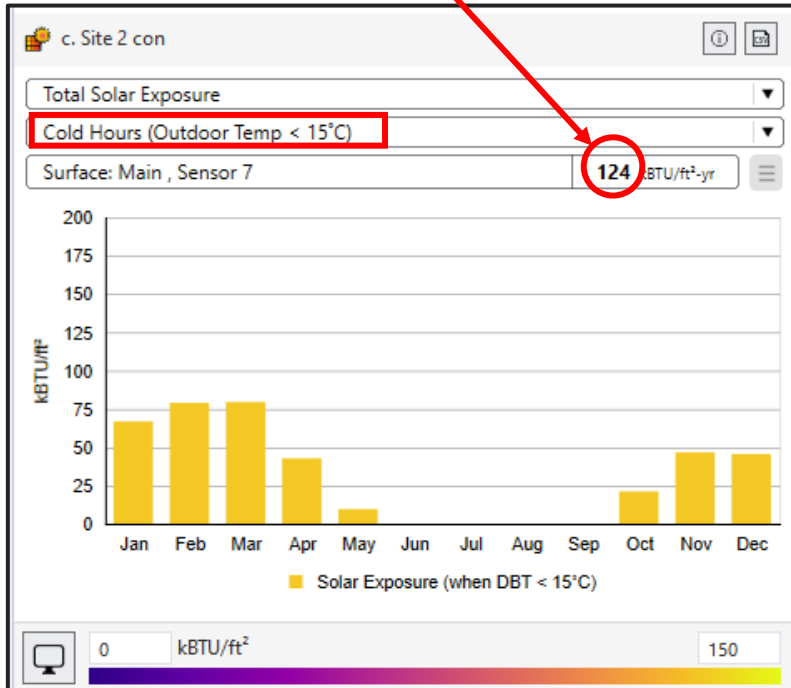 c. Site 2 con
CSV
Total Solar Exposure
Cold Hours (Outdoor Temp < 15°C)
Surface: Main , Sensor 7 124 kBTU/ft²-yr
200
175
150
125
100
75
50
25
0
kBTU/ft²
Jan Feb Mar Apr May Jun Jul Aug Sep Oct Nov Dec
Solar Exposure (when DBT < 15°C)
0 kBTU/ft² 150